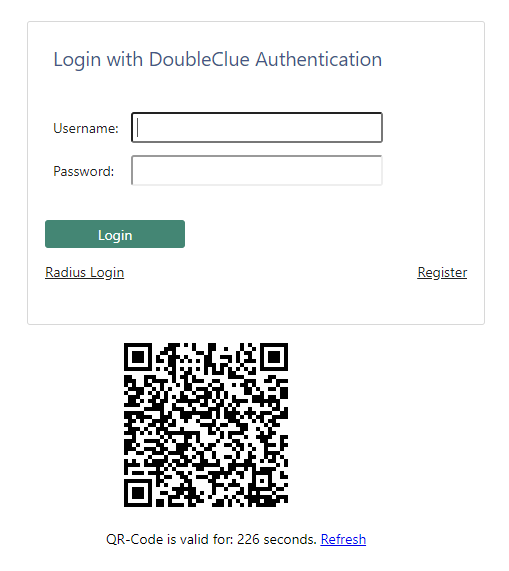 Login with DoubleClue Authentication
Username:
Password:
Login
Radius Login Register
QR-Code is valid for: 226 seconds. Refresh